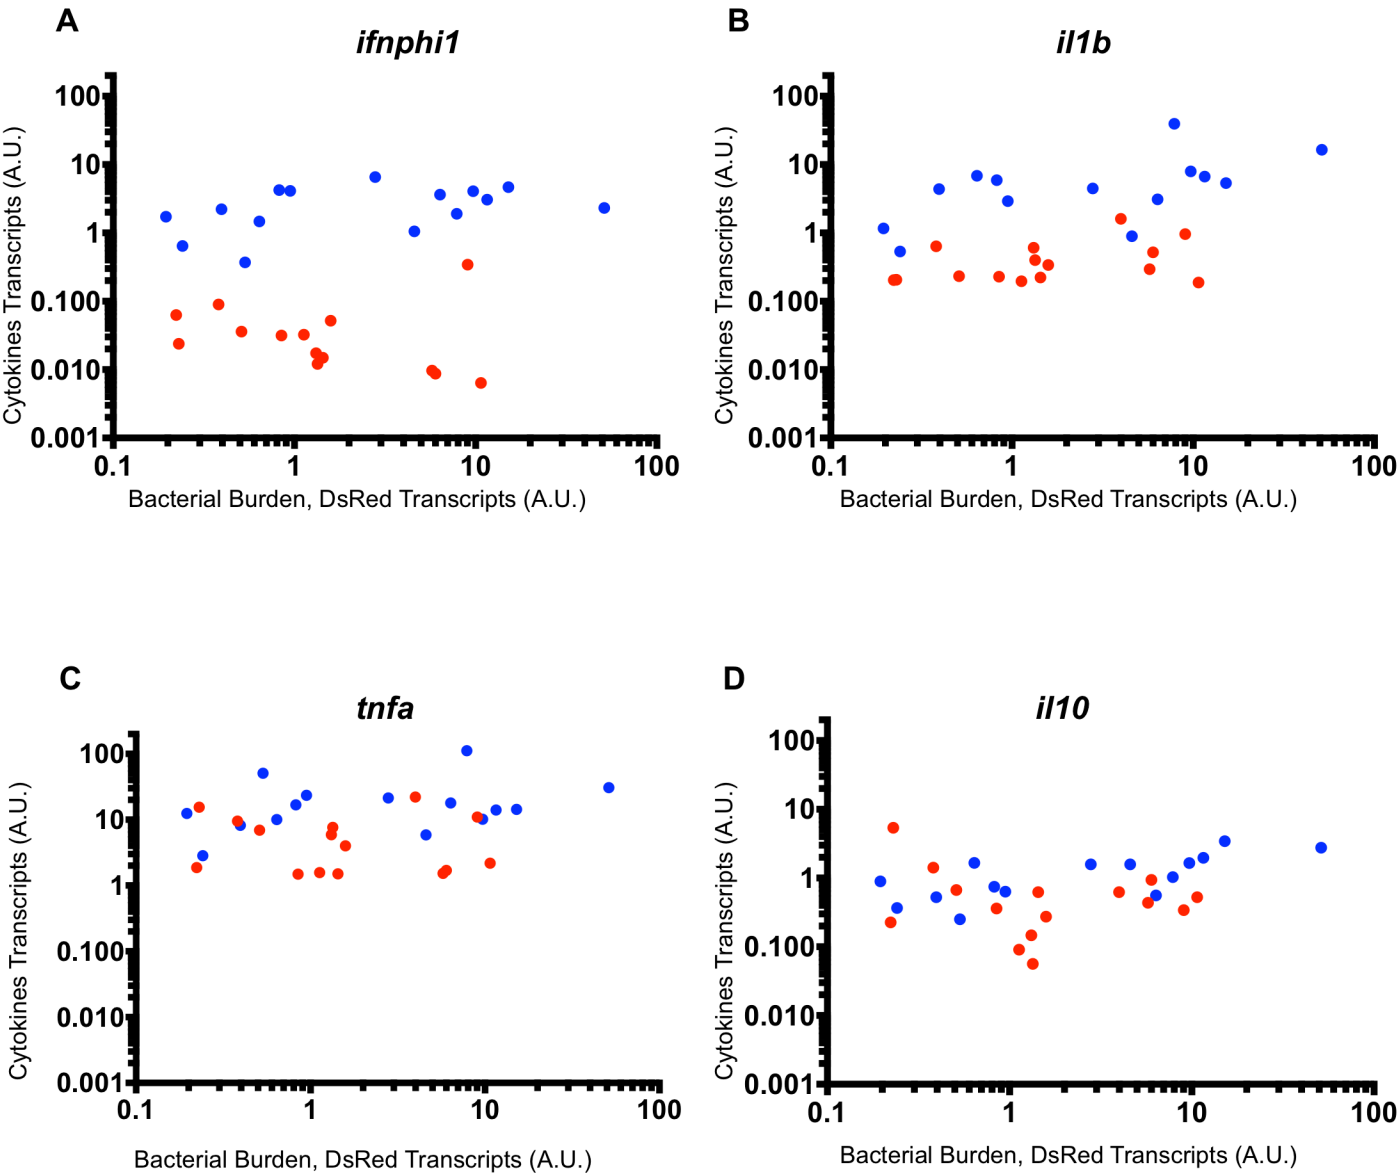 A
ifnphi1
Cytokines Transcripts (A.U.)
100
10
1
0.100
0.010
0.001
0.1 1 10 100
Bacterial Burden, DsRed Transcripts (A.U.)
B
il1b
Cytokines Transcripts (A.U.)
100
10
1
0.100
0.010
0.001
0.1 1 10 100
Bacterial Burden, DsRed Transcripts (A.U.)
C
tnfa
Cytokines Transcripts (A.U.)
100
10
1
0.100
0.010
0.001
0.1 1 10 100
Bacterial Burden, DsRed Transcripts (A.U.)
D
il10
Cytokines Transcripts (A.U.)
100
10
1
0.100
0.010
0.001
0.1 1 10 100
Bacterial Burden, DsRed Transcripts (A.U.)